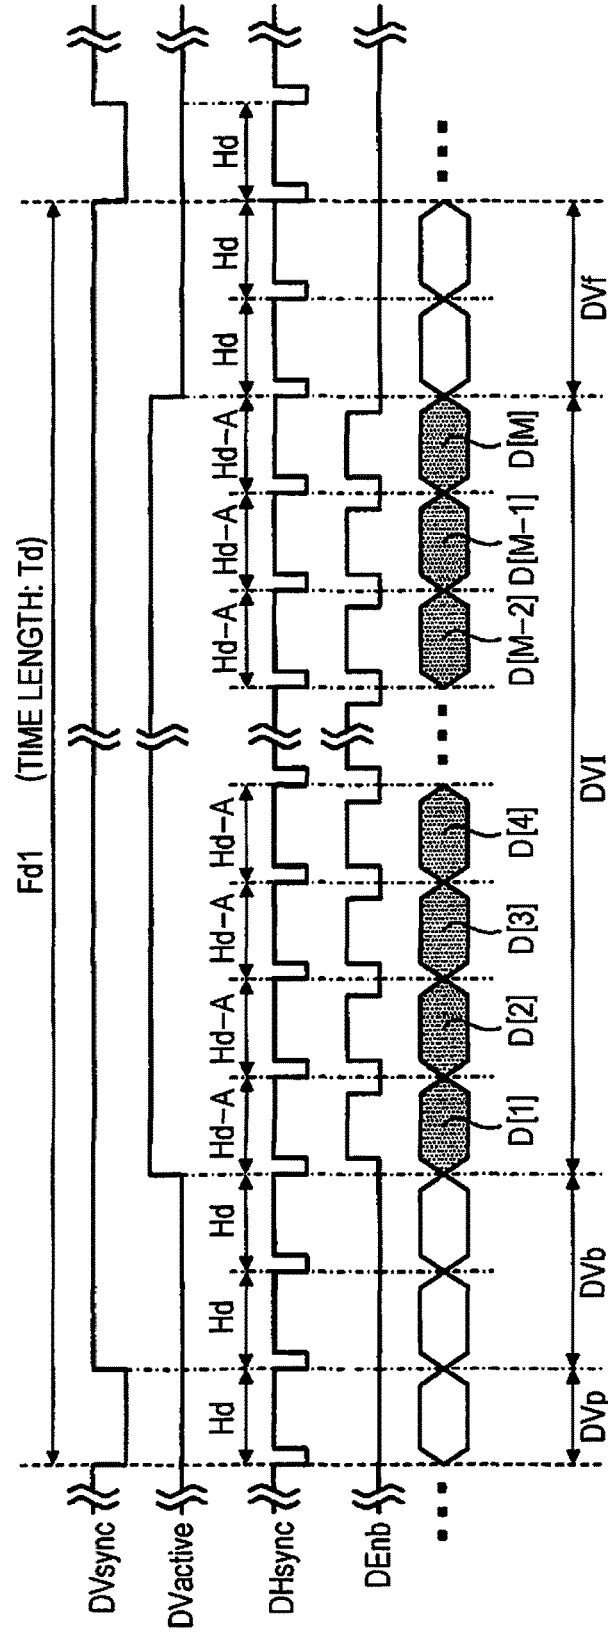 Fd1 (TIME LENGTH: Td)
DVsync
DVactive
Hd Hd Hd Hd-A Hd-A Hd-A Hd-A Hd-A Hd-A Hd-A Hd Hd Hd
DHsync
DEnb
D[1] D[2] D[3] D[4] D[M-2] D[M-1] D[M]
DVp DVb DVI DVf